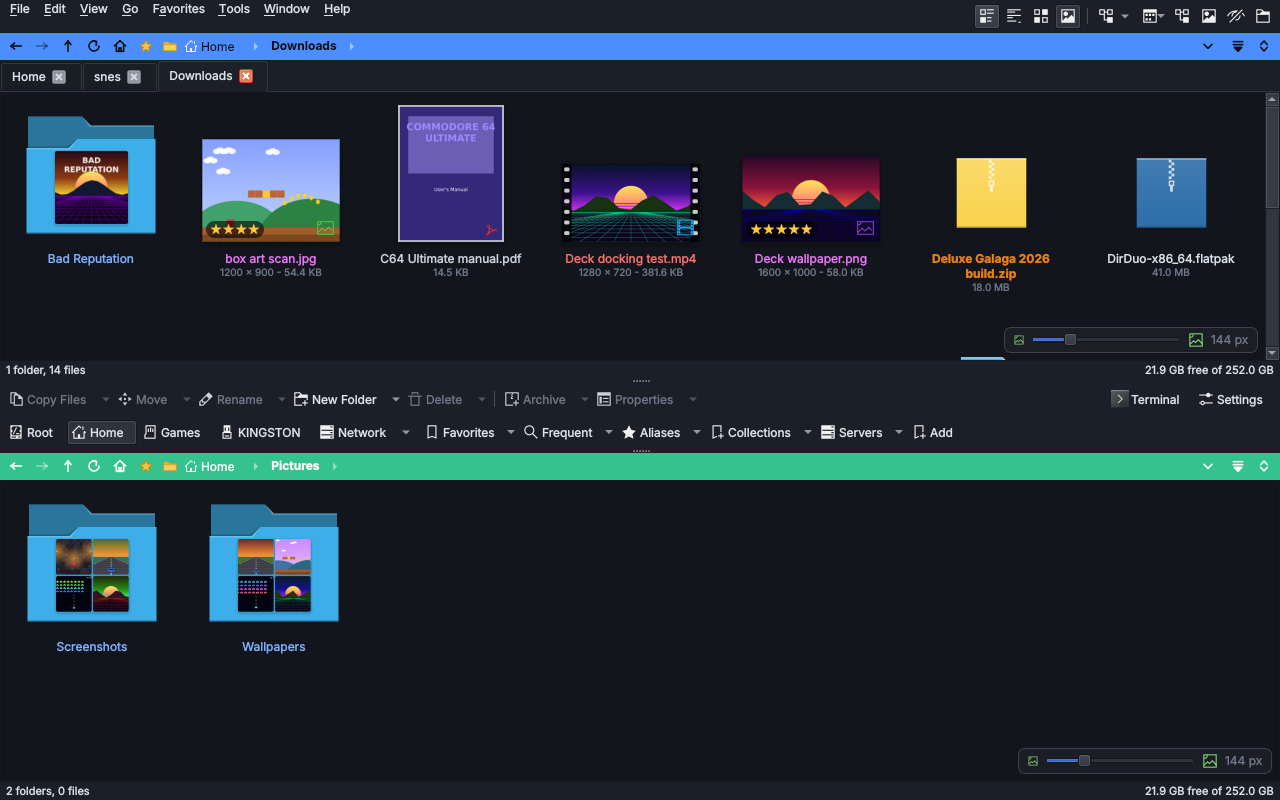 File Edit View Go Favorites Tools Window Help
Home Downloads
Home snes Downloads
BAD
REPUTATION
COMMODORE 64
ULTIMATE
User's Manual
Bad Reputation
box art scan.jpg
1200 × 900 - 54.4 KB
C64 Ultimate manual.pdf
14.5 KB
Deck docking test.mp4
1280 × 720 - 381.6 KB
Deck wallpaper.png
1600 × 1000 - 58.0 KB
Deluxe Galaga 2026
build.zip
18.0 MB
DirDuo-x86_64.flatpak
41.0 MB
144 px
1 folder, 14 files 21.9 GB free of 252.0 GB
Copy Files Move Rename New Folder Delete Archive Properties Terminal Settings
Root Home Games KINGSTON Network Favorites Frequent Aliases Collections Servers Add
Home Pictures
Screenshots Wallpapers
144 px
2 folders, 0 files 21.9 GB free of 252.0 GB